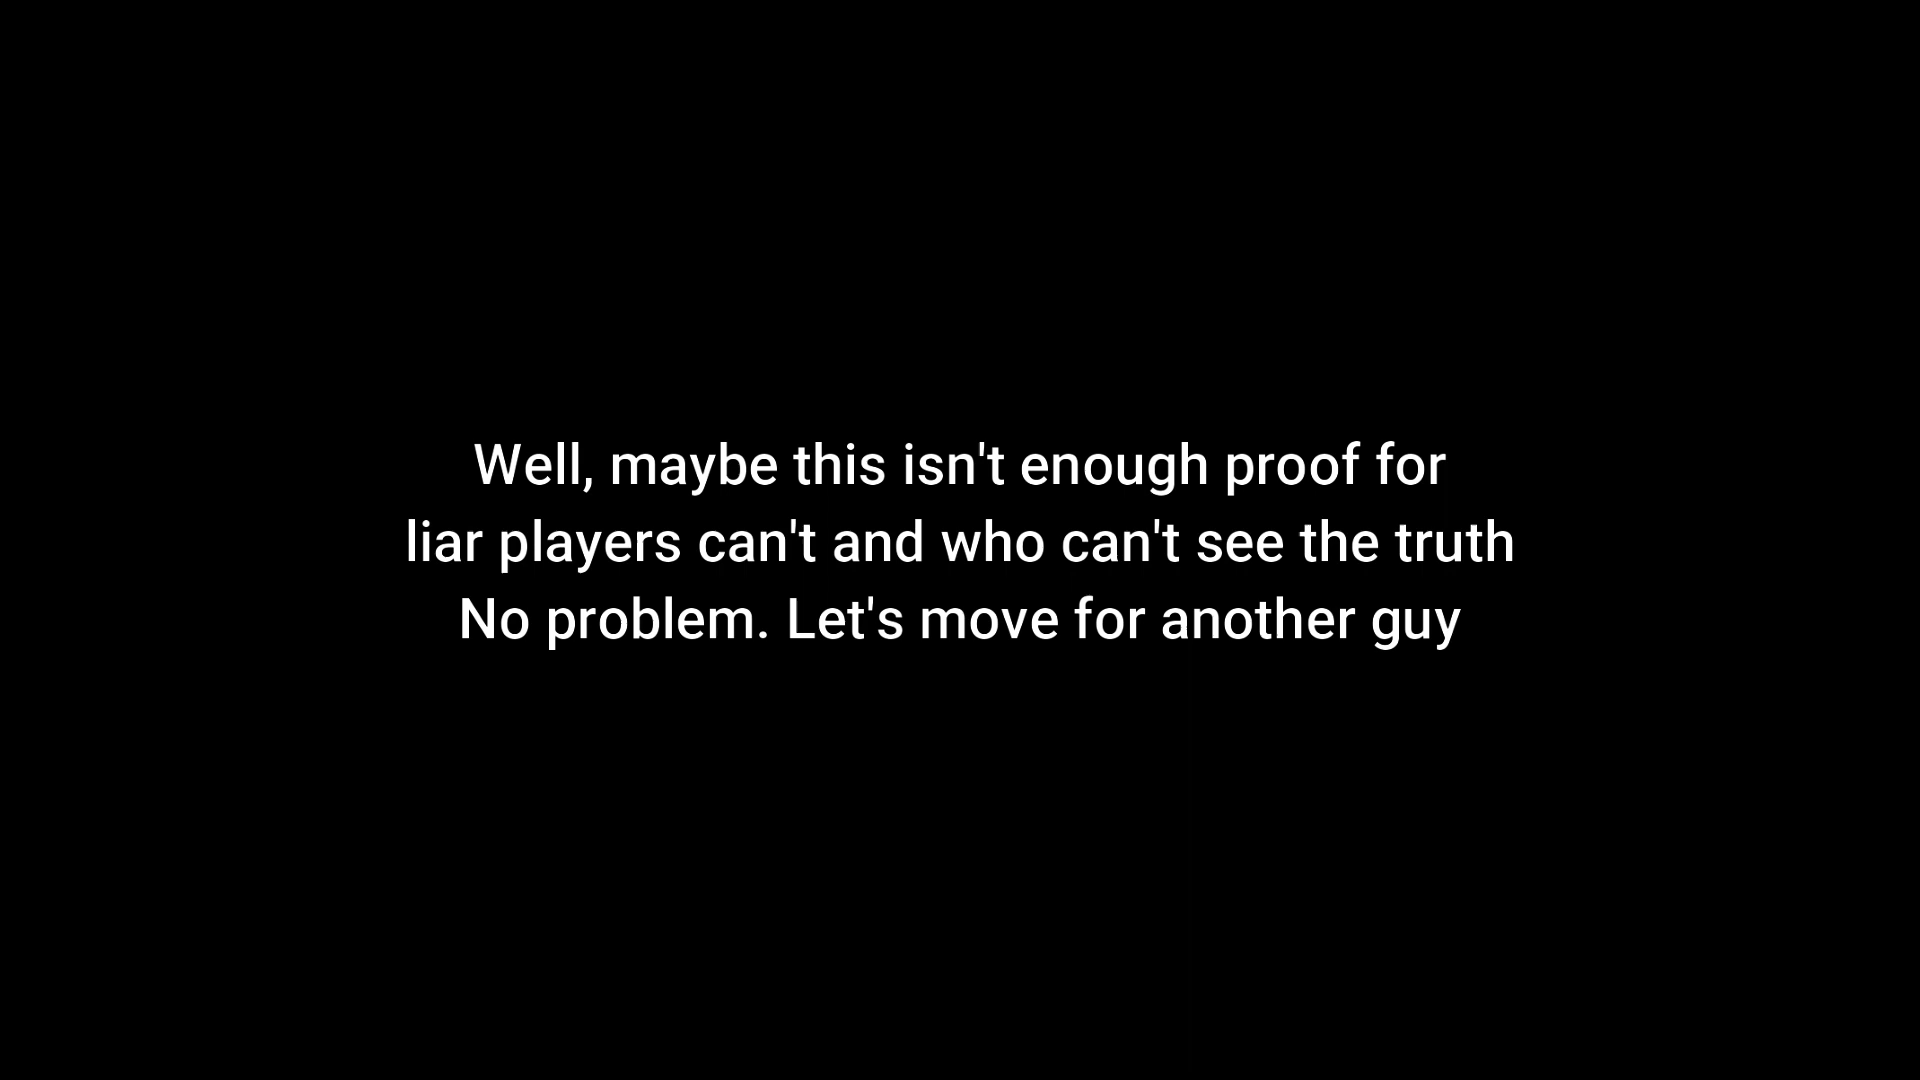 Well, maybe this isn't enough proof for
liar players can't and who can't see the truth
No problem. Let's move for another guy